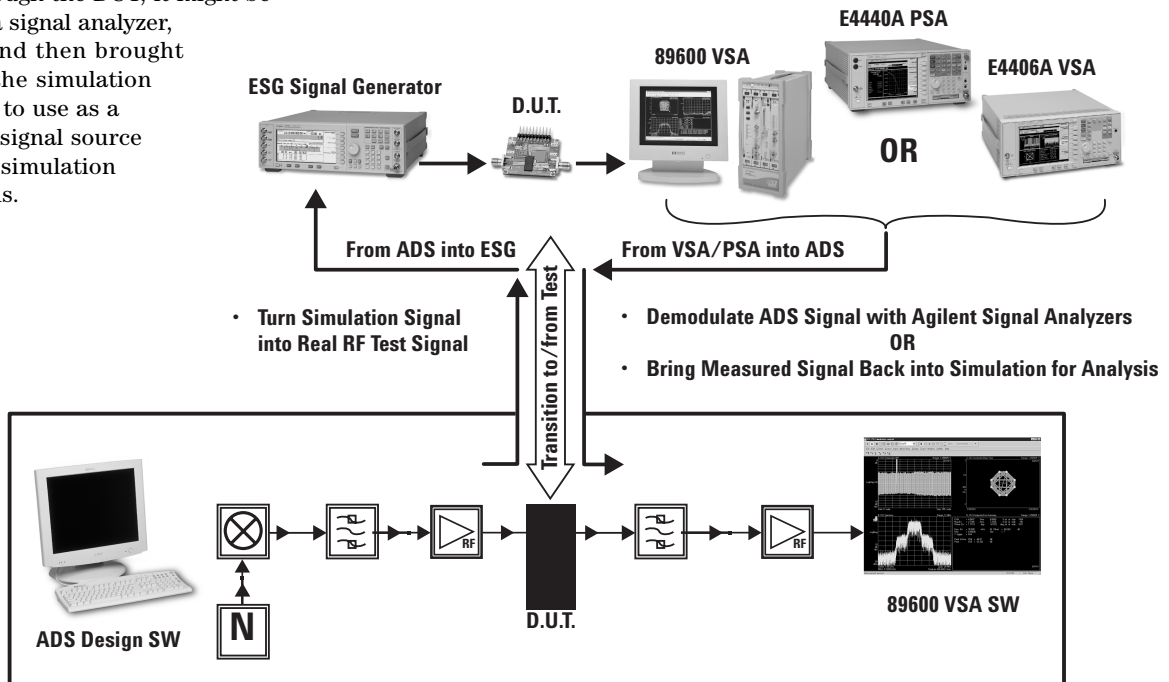 ough the DUT, it might be
a signal analyzer,
nd then brought
the simulation
to use as a
signal source
simulation
s.
E4440A PSA
89600 VSA
E4406A VSA
ESG Signal Generator
D.U.T.
OR
From ADS into ESG
From VSA/PSA into ADS
Transition to/from Test
• Turn Simulation Signal
into Real RF Test Signal
• Demodulate ADS Signal with Agilent Signal Analyzers
OR
• Bring Measured Signal Back into Simulation for Analysis
RF
RF
N
D.U.T.
ADS Design SW
89600 VSA SW